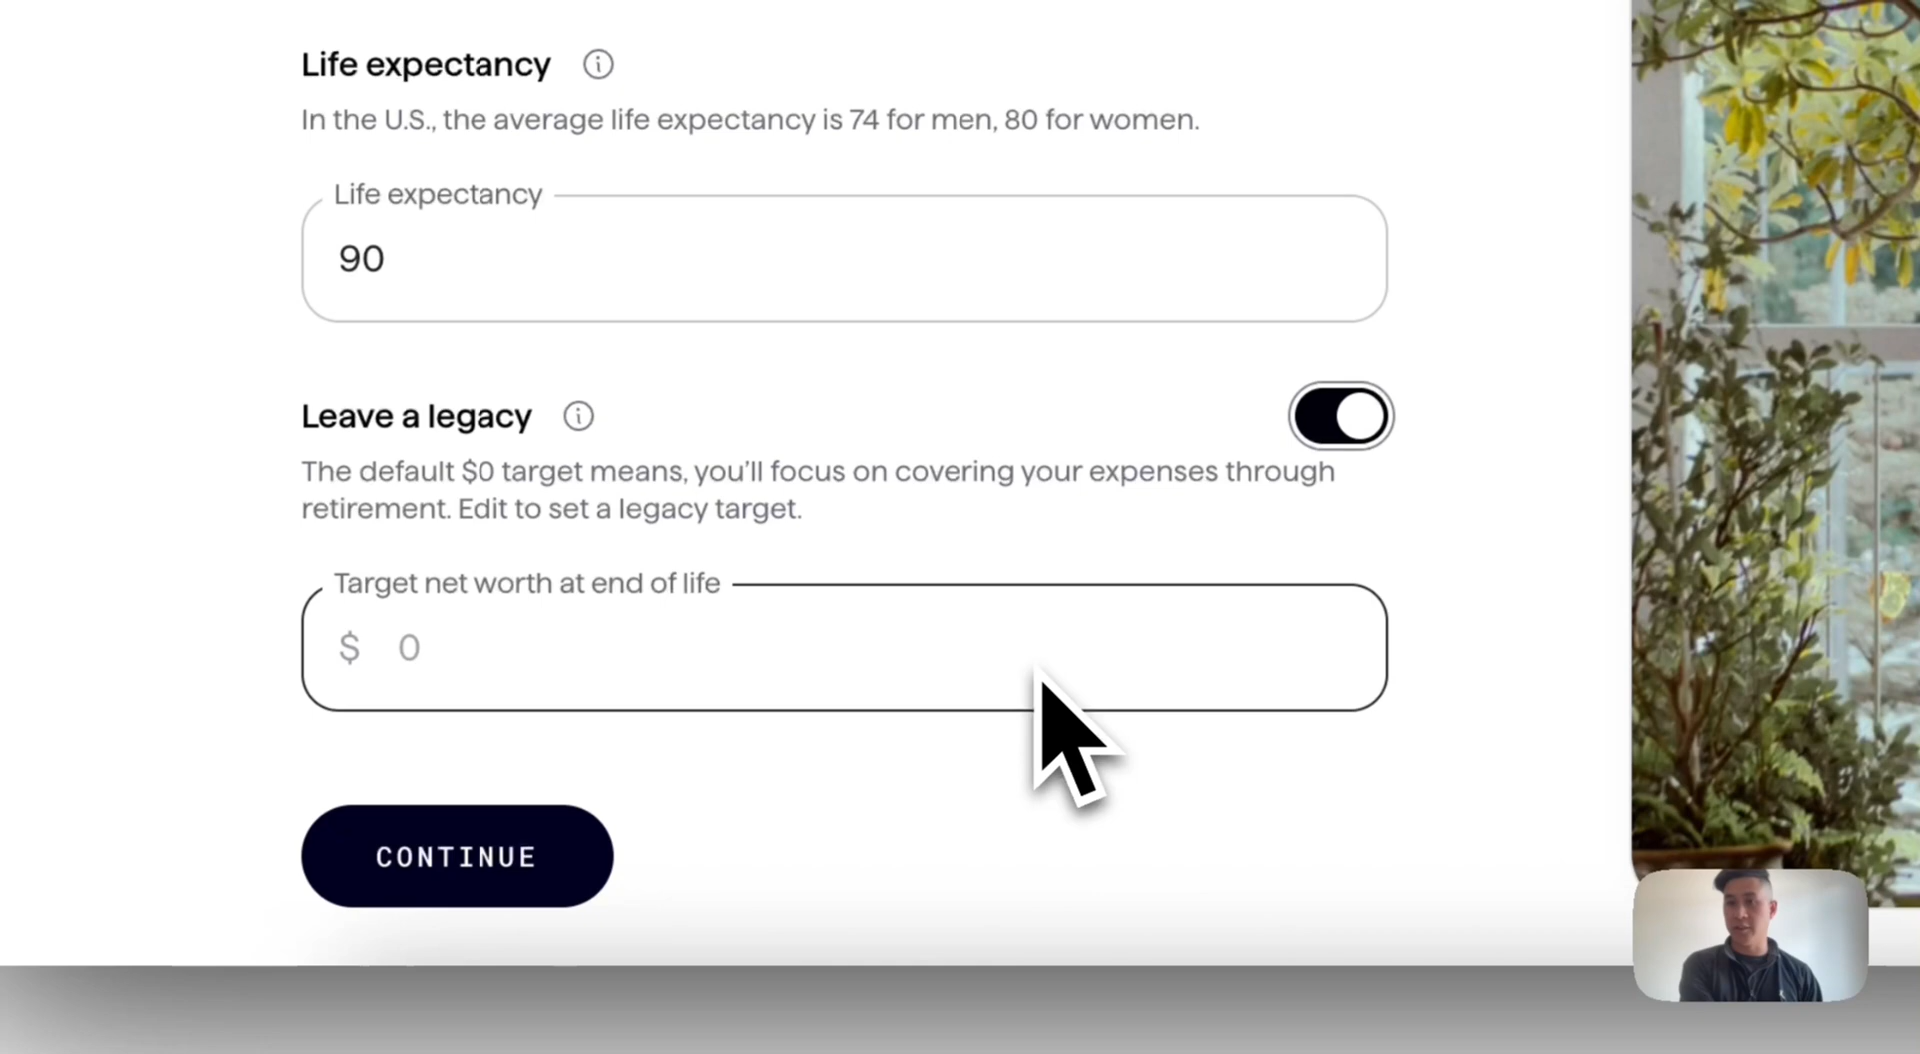 Life expectancy
In the U.S., the average life expectancy is 74 for men, 80 for women.
Life expectancy
90
Leave a legacy
The default $0 target means, you’ll focus on covering your expenses through
retirement. Edit to set a legacy target.
Target net worth at end of life
$ 0
CONTINUE